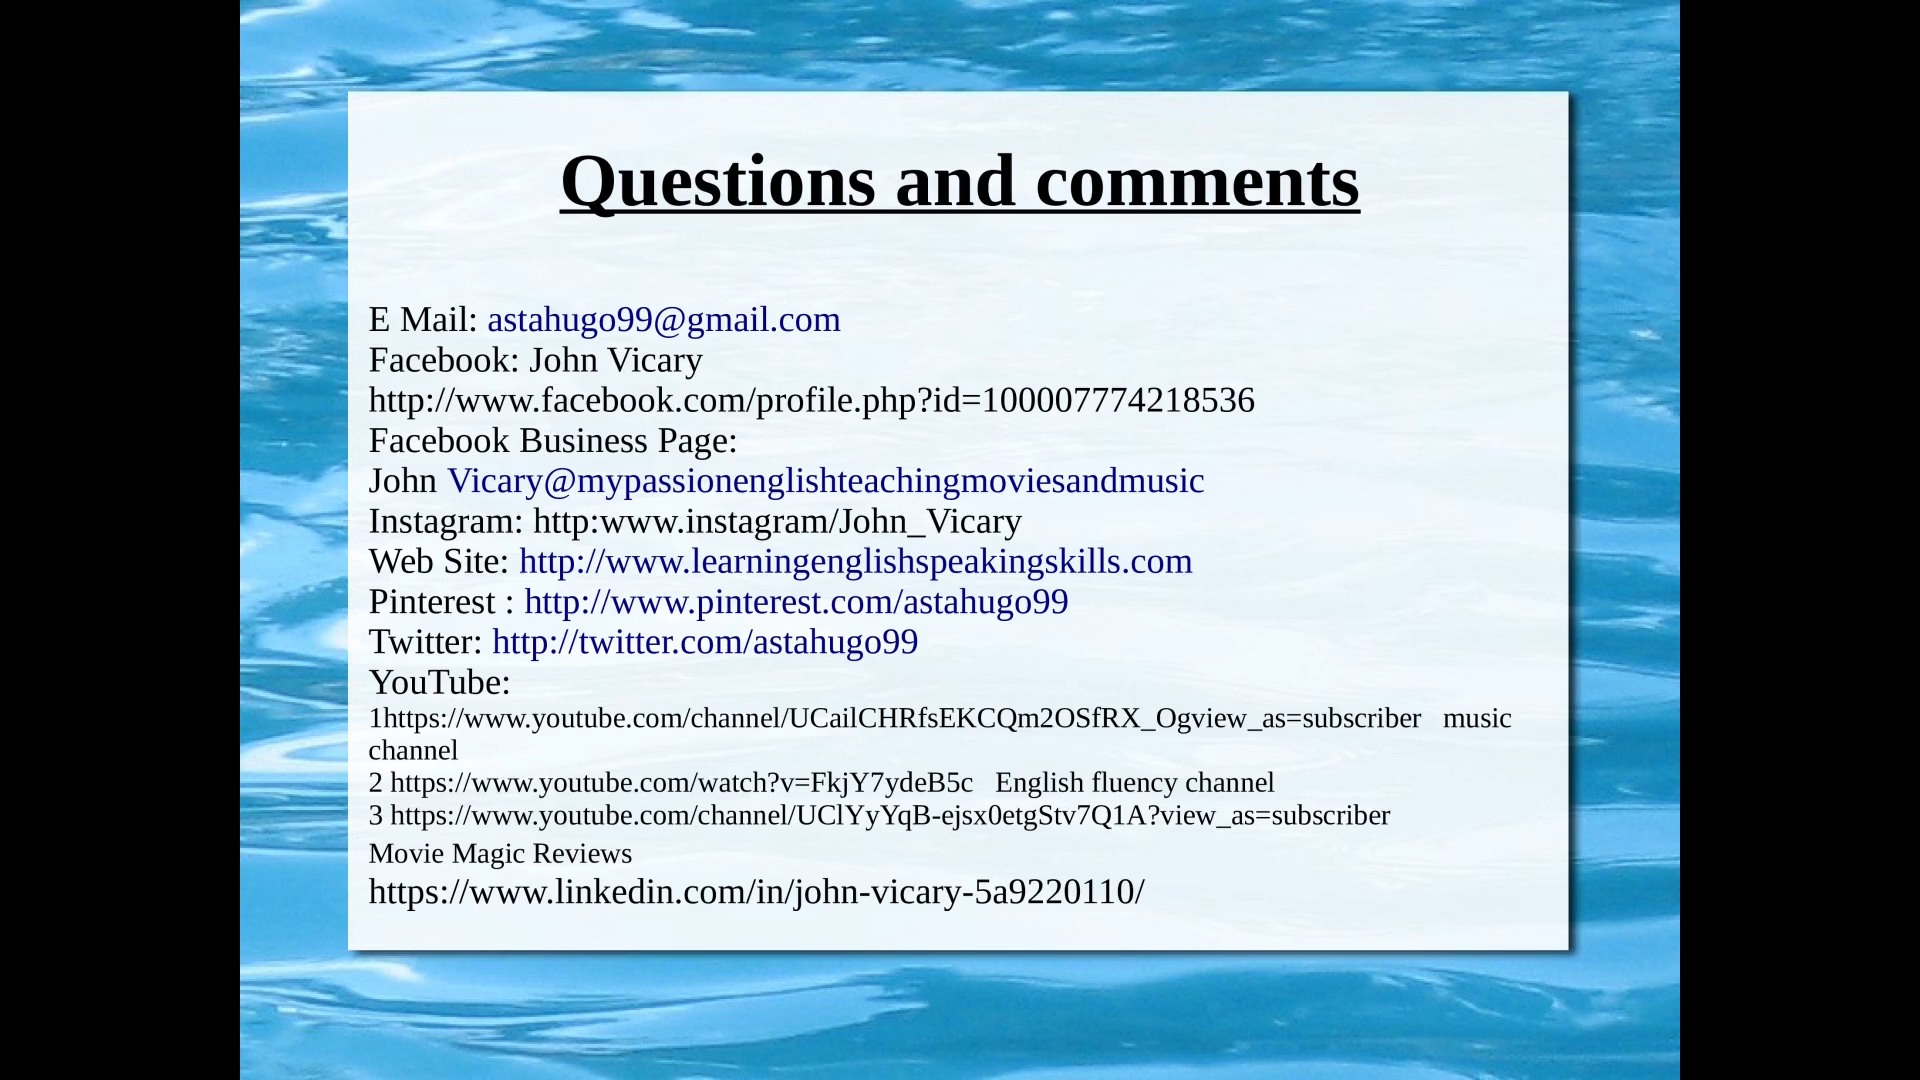 Questions and comments
E Mail: astahugo99@gmail.com
Facebook: John Vicary
http://www.facebook.com/profile.php?id=100007774218536
Facebook Business Page:
John Vicary@mypassionenglishteachingmoviesandmusic
Instagram: http:www.instagram/John_Vicary
Web Site: http://www.learningenglishspeakingskills.com
Pinterest : http://www.pinterest.com/astahugo99
Twitter: http://twitter.com/astahugo99
YouTube:
1https://www.youtube.com/channel/UCailCHRfsEKCQm2OSfRX_Ogview_as=subscriber   music
channel
2 https://www.youtube.com/watch?v=FkjY7ydeB5c   English fluency channel
3 https://www.youtube.com/channel/UClYyYqB-ejsx0etgStv7Q1A?view_as=subscriber
Movie Magic Reviews
https://www.linkedin.com/in/john-vicary-5a9220110/